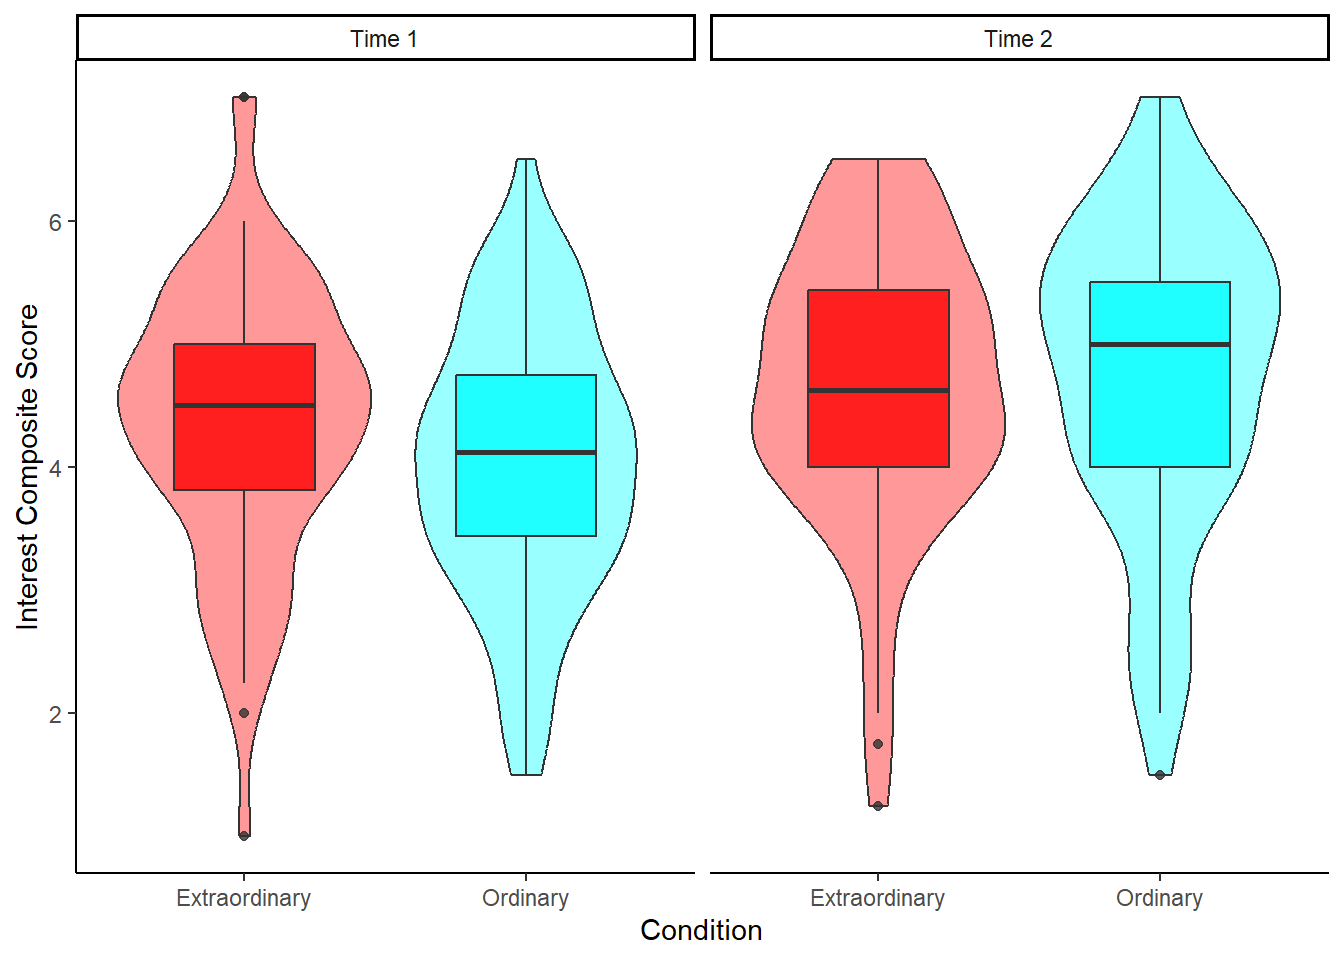 Time 1
Time 2
Interest Composite Score
6
4
2
Extraordinary
Ordinary
Extraordinary
Ordinary
Condition